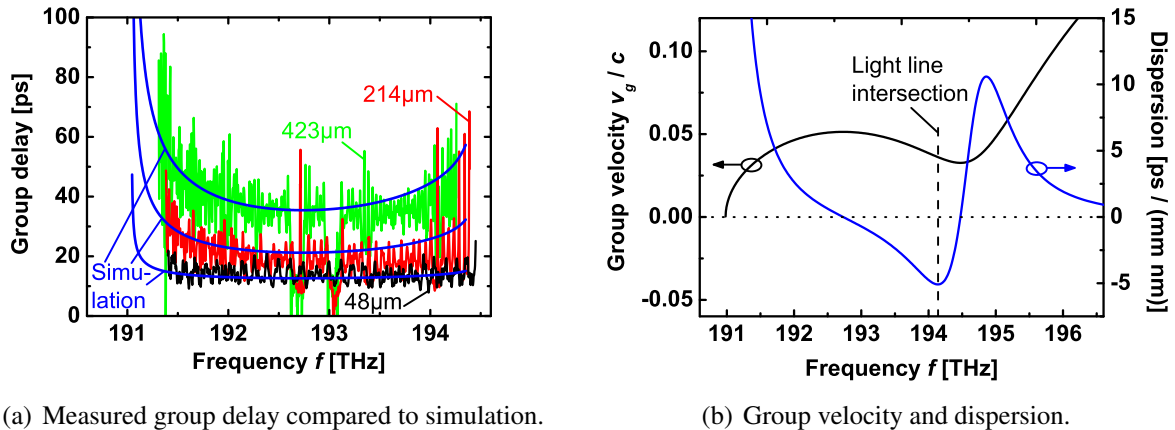 100
80
60
40
20
0
Group delay [ps]
214µm
423µm
Simu-
lation
48µm
191 192 193 194
Frequency f [THz]
(a) Measured group delay compared to simulation.
0.10
0.05
0.00
-0.05
Group velocity vg / c
Light line
intersection
15
10
5
0
-5
Dispersion [ps / (mm nm)]
191 192 193 194 195 196
Frequency f [THz]
(b) Group velocity and dispersion.